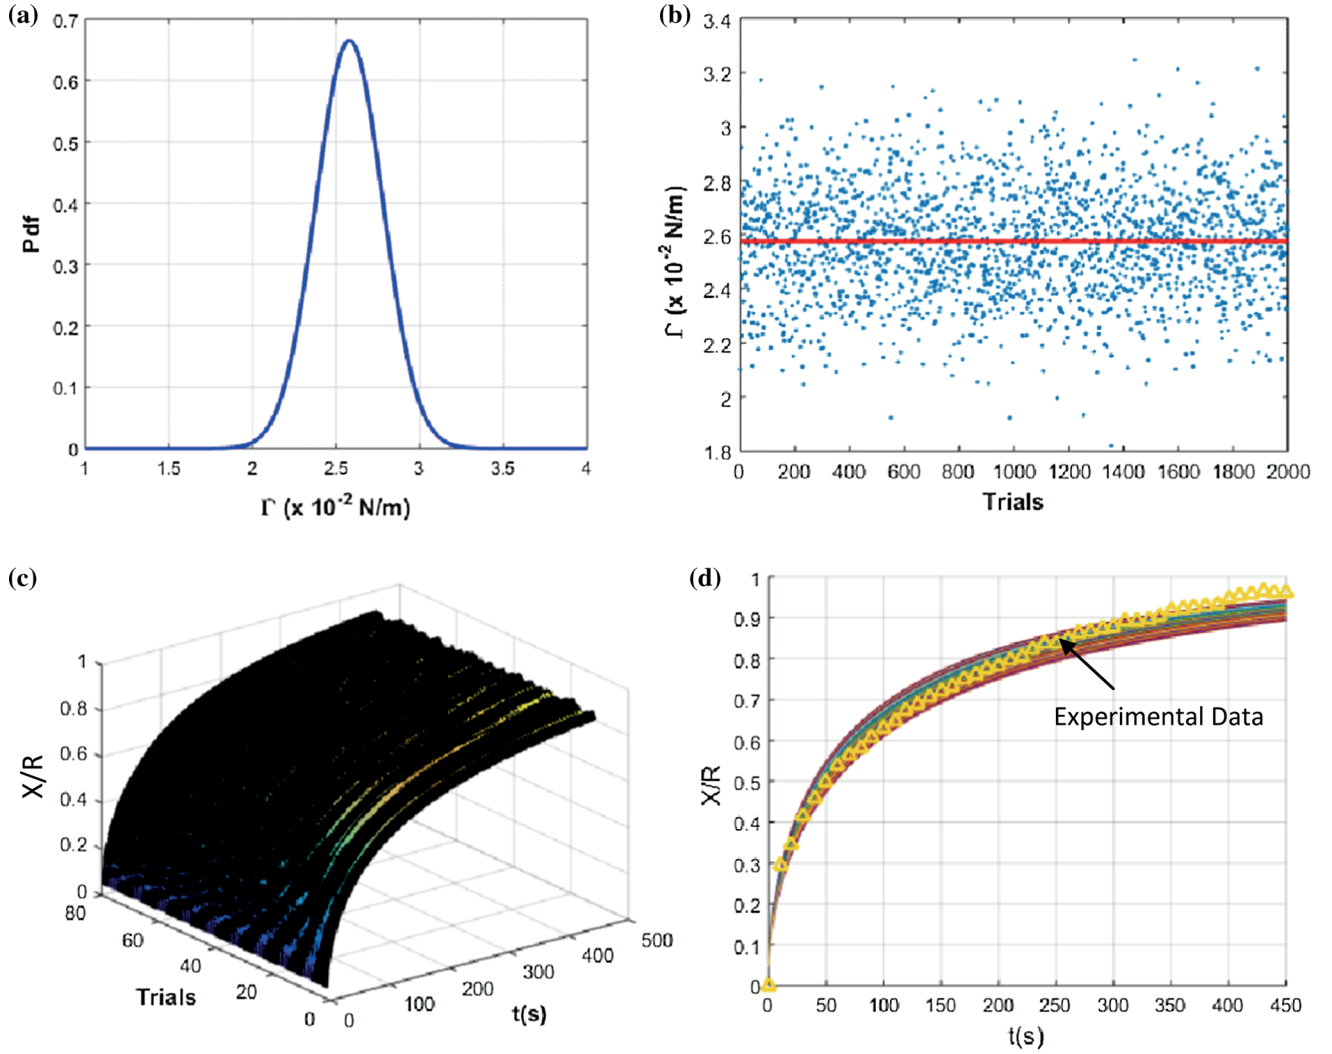 (a)
0.7
0.6
0.5
0.4
0.3
0.2
0.1
0
Pdf
1 1.5 2 2.5 3 3.5 4
Γ (x 10-2 N/m)
(b)
3.4
3.2
3
2.8
2.6
2.4
2.2
2
1.8
Γ (x 10-2 N/m)
0 200 400 600 800 1000 1200 1400 1600 1800 2000
Trials
(c)
1
0.8
0.6
0.4
0.2
0
X/R
80
60
40
20
0
Trials
0
100
200
300
400
500
t(s)
(d)
1
0.9
0.8
0.7
0.6
0.5
0.4
0.3
0.2
0.1
0
X/R
Experimental Data
0 50 100 150 200 250 300 350 400 450
t(s)